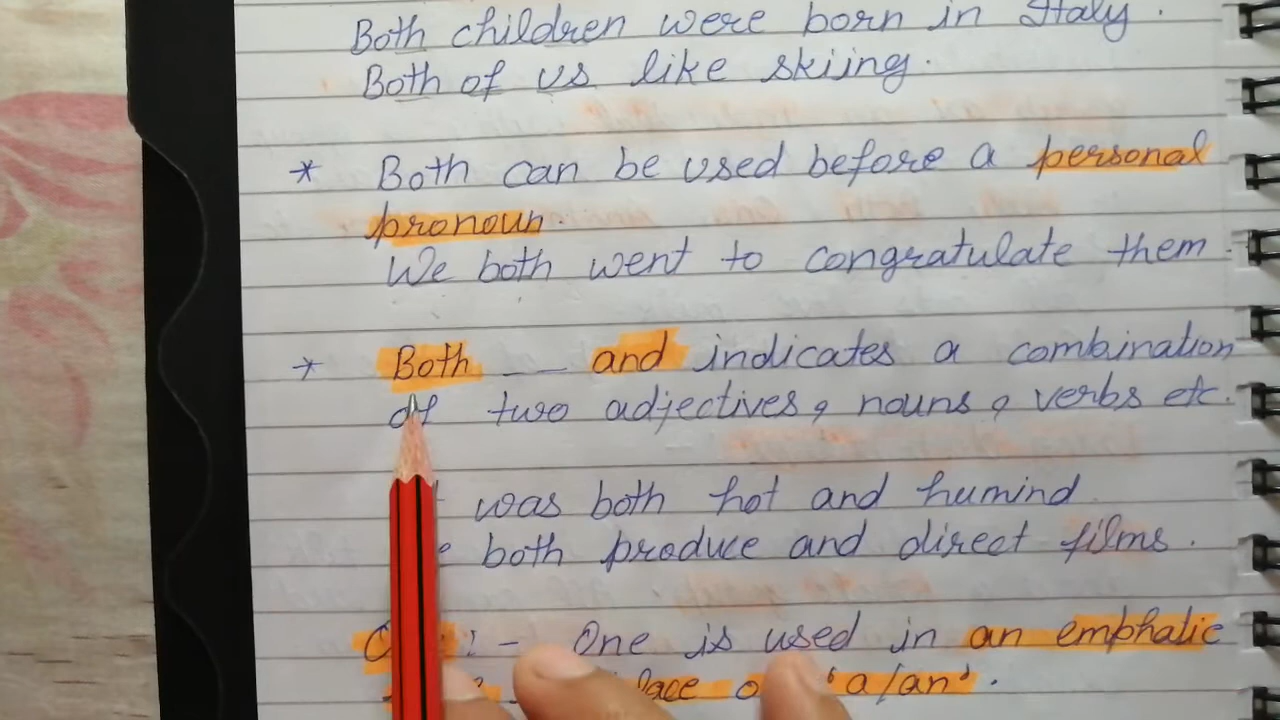 Both children were born in Italy.
Both of us like skiing.
* Both can be used before a personal
pronoun.
We both went to congratulate them.
* Both __ and indicates a combination
of two adjectives, nouns, verbs etc.
was both hot and humind
both produce and direct films.
:- One is used in an emphatic
'a/an'.